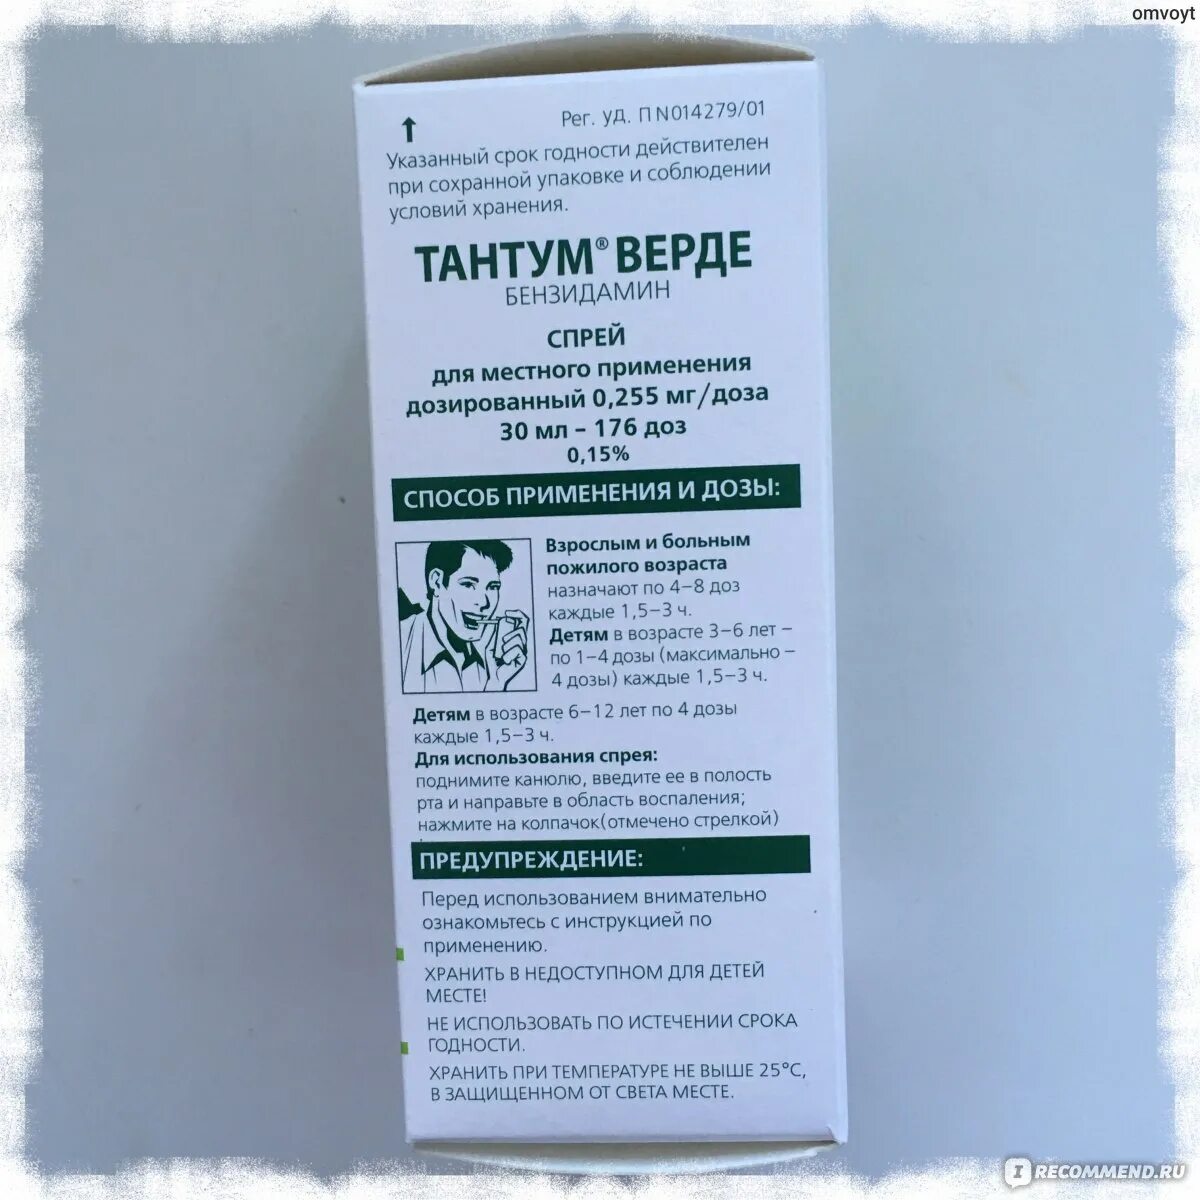 omvoyt
Рег. уд. П N014279/01
Указанный срок годности действителен
при сохранной упаковке и соблюдении
условий хранения.
ТАНТУМ® ВЕРДЕ
БЕНЗИДАМИН
СПРЕЙ
для местного применения
дозированный 0,255 мг/доза
30 мл – 176 доз
0,15%
СПОСОБ ПРИМЕНЕНИЯ И ДОЗЫ:
Взрослым и больным
пожилого возраста
назначают по 4–8 доз
каждые 1,5–3 ч.
Детям в возрасте 3–6 лет –
по 1–4 дозы (максимально –
4 дозы) каждые 1,5–3 ч.
Детям в возрасте 6–12 лет по 4 дозы
каждые 1,5–3 ч.
Для использования спрея:
поднимите канюлю, введите ее в полость
рта и направьте в область воспаления;
нажмите на колпачок(отмечено стрелкой)
ПРЕДУПРЕЖДЕНИЕ:
Перед использованием внимательно
ознакомьтесь с инструкцией по
применению.
ХРАНИТЬ В НЕДОСТУПНОМ ДЛЯ ДЕТЕЙ
МЕСТЕ!
НЕ ИСПОЛЬЗОВАТЬ ПО ИСТЕЧЕНИИ СРОКА
ГОДНОСТИ.
ХРАНИТЬ ПРИ ТЕМПЕРАТУРЕ НЕ ВЫШЕ 25°С,
В ЗАЩИЩЕННОМ ОТ СВЕТА МЕСТЕ.
IRECOMMEND.RU